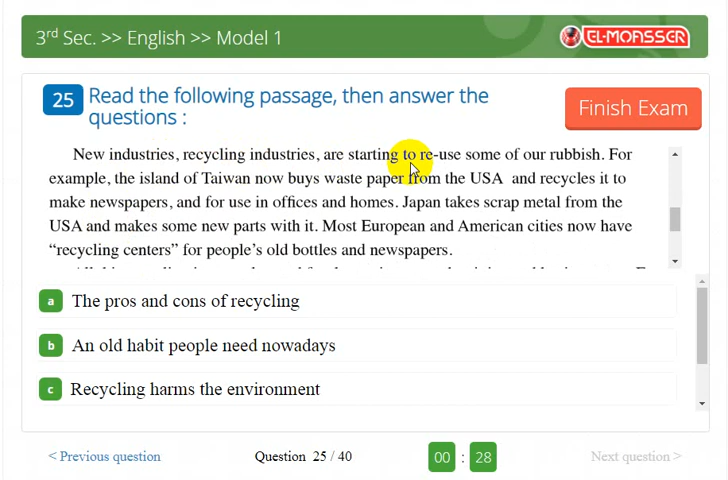 3rd Sec. >> English >> Model 1
EL-MOASSER
25
Read the following passage, then answer the
questions :
Finish Exam
New industries, recycling industries, are starting to re-use some of our rubbish. For
example, the island of Taiwan now buys waste paper from the USA and recycles it to
make newspapers, and for use in offices and homes. Japan takes scrap metal from the
USA and makes some new parts with it. Most European and American cities now have
“recycling centers” for people’s old bottles and newspapers.
a The pros and cons of recycling
b An old habit people need nowadays
c Recycling harms the environment
< Previous question
Question 25 / 40
00 : 28
Next question >